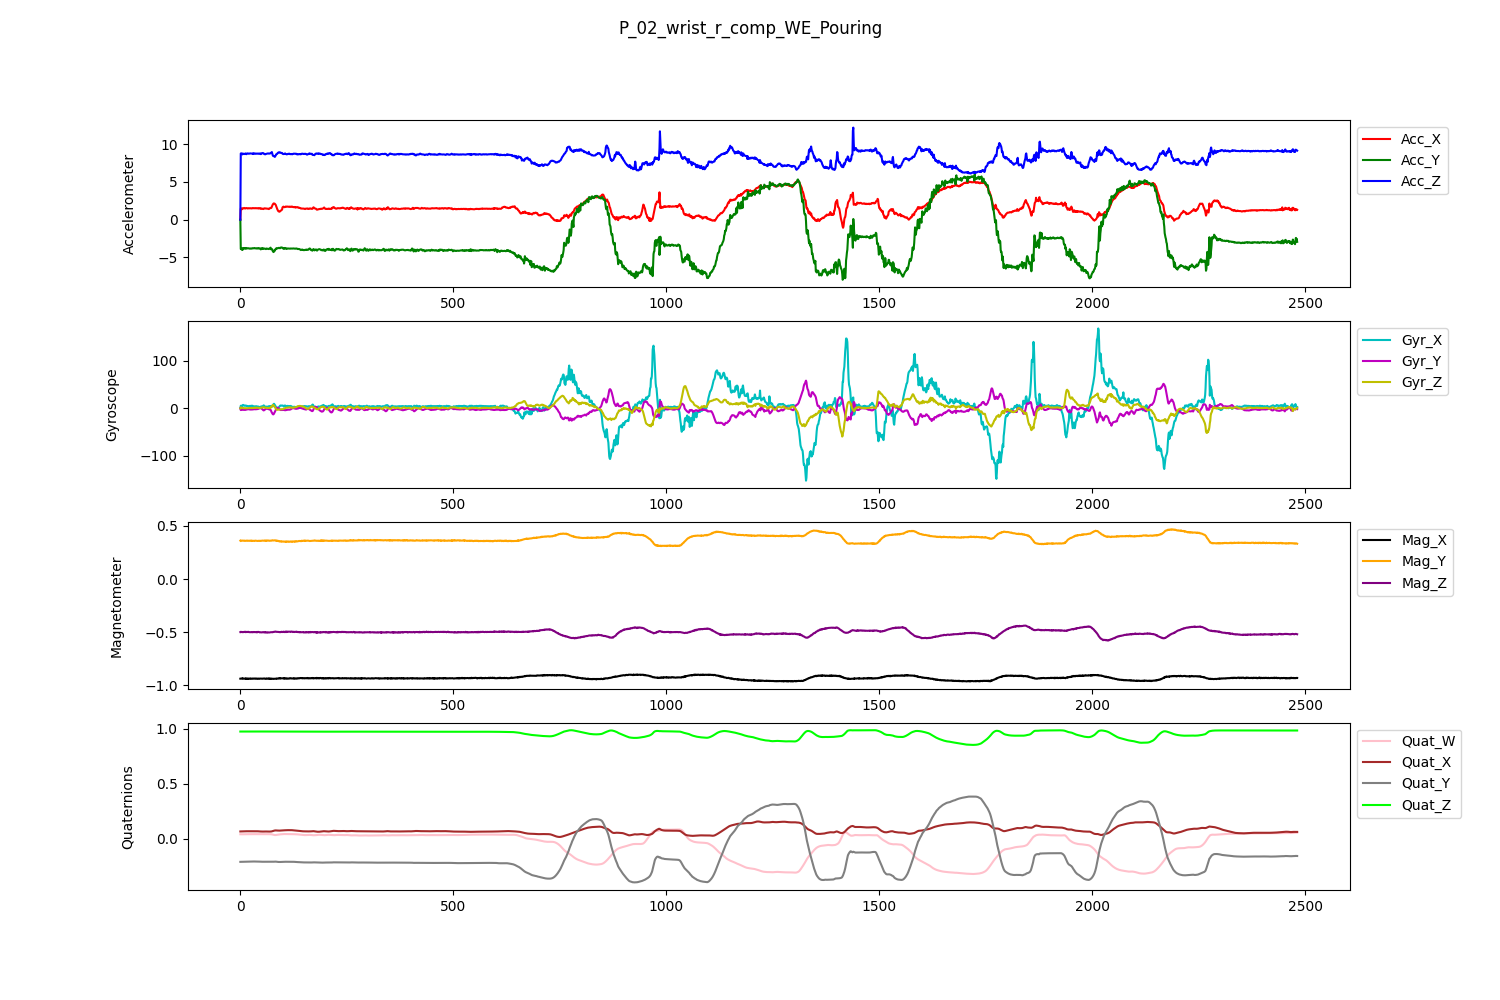 P_02_wrist_r_comp_WE_Pouring
Accelerometer
10
5
0
−5
0 500 1000 1500 2000 2500
Acc_X
Acc_Y
Acc_Z
Gyroscope
100
0
−100
0 500 1000 1500 2000 2500
Gyr_X
Gyr_Y
Gyr_Z
Magnetometer
0.5
0.0
−0.5
−1.0
0 500 1000 1500 2000 2500
Mag_X
Mag_Y
Mag_Z
Quaternions
1.0
0.5
0.0
0 500 1000 1500 2000 2500
Quat_W
Quat_X
Quat_Y
Quat_Z